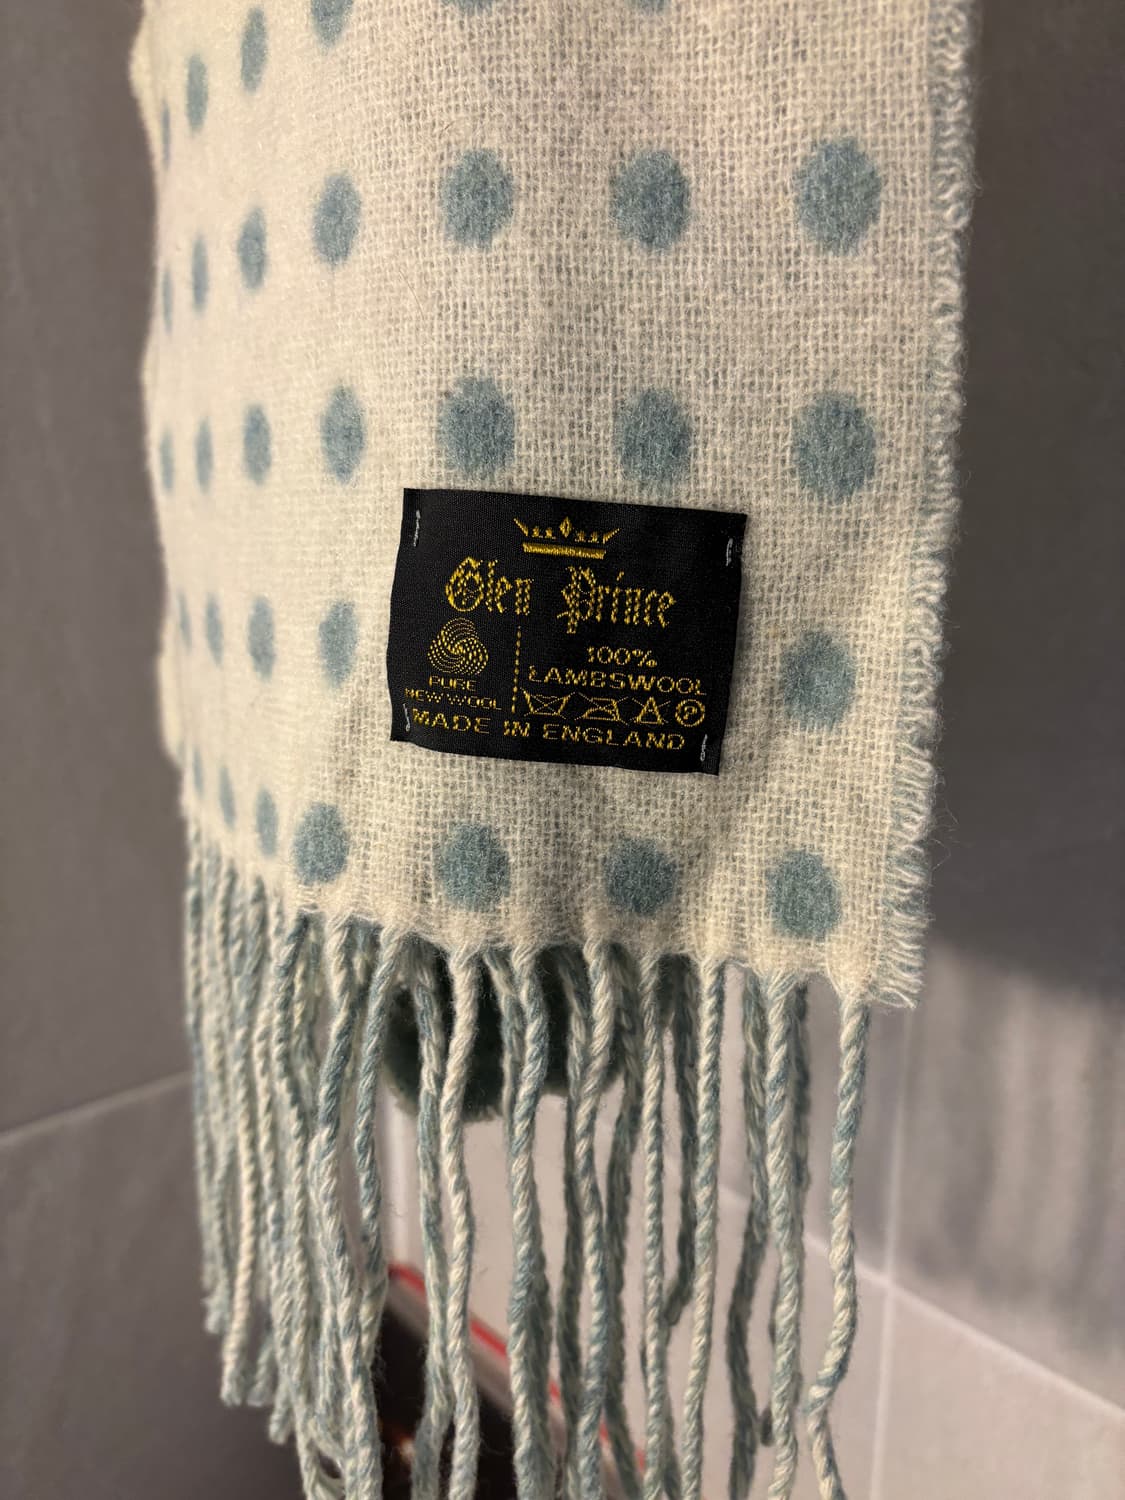 Glen Prince
PURE
NEW WOOL
100%
LAMBSWOOL
P
MADE IN ENGLAND